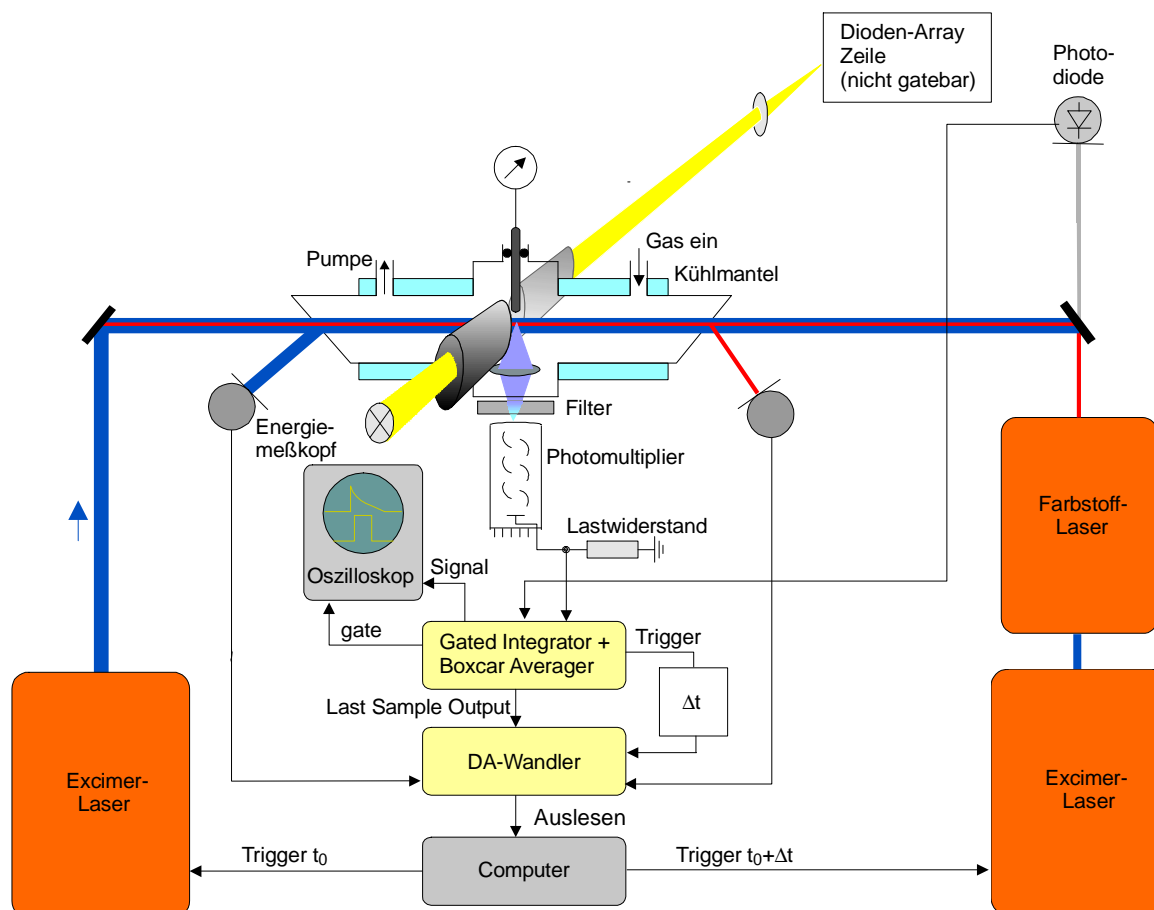 Dioden-Array
Zeile
(nicht gatebar)
Photo-
diode
Pumpe
Gas ein
Kühlmantel
Energie-
meßkopf
Filter
Photomultiplier
Lastwiderstand
Oszilloskop
Signal
gate
Gated Integrator +
Boxcar Averager
Trigger
Δt
Last Sample Output
DA-Wandler
Auslesen
Computer
Trigger t₀
Trigger t₀+Δt
Excimer-
Laser
Farbstoff-
Laser
Excimer-
Laser